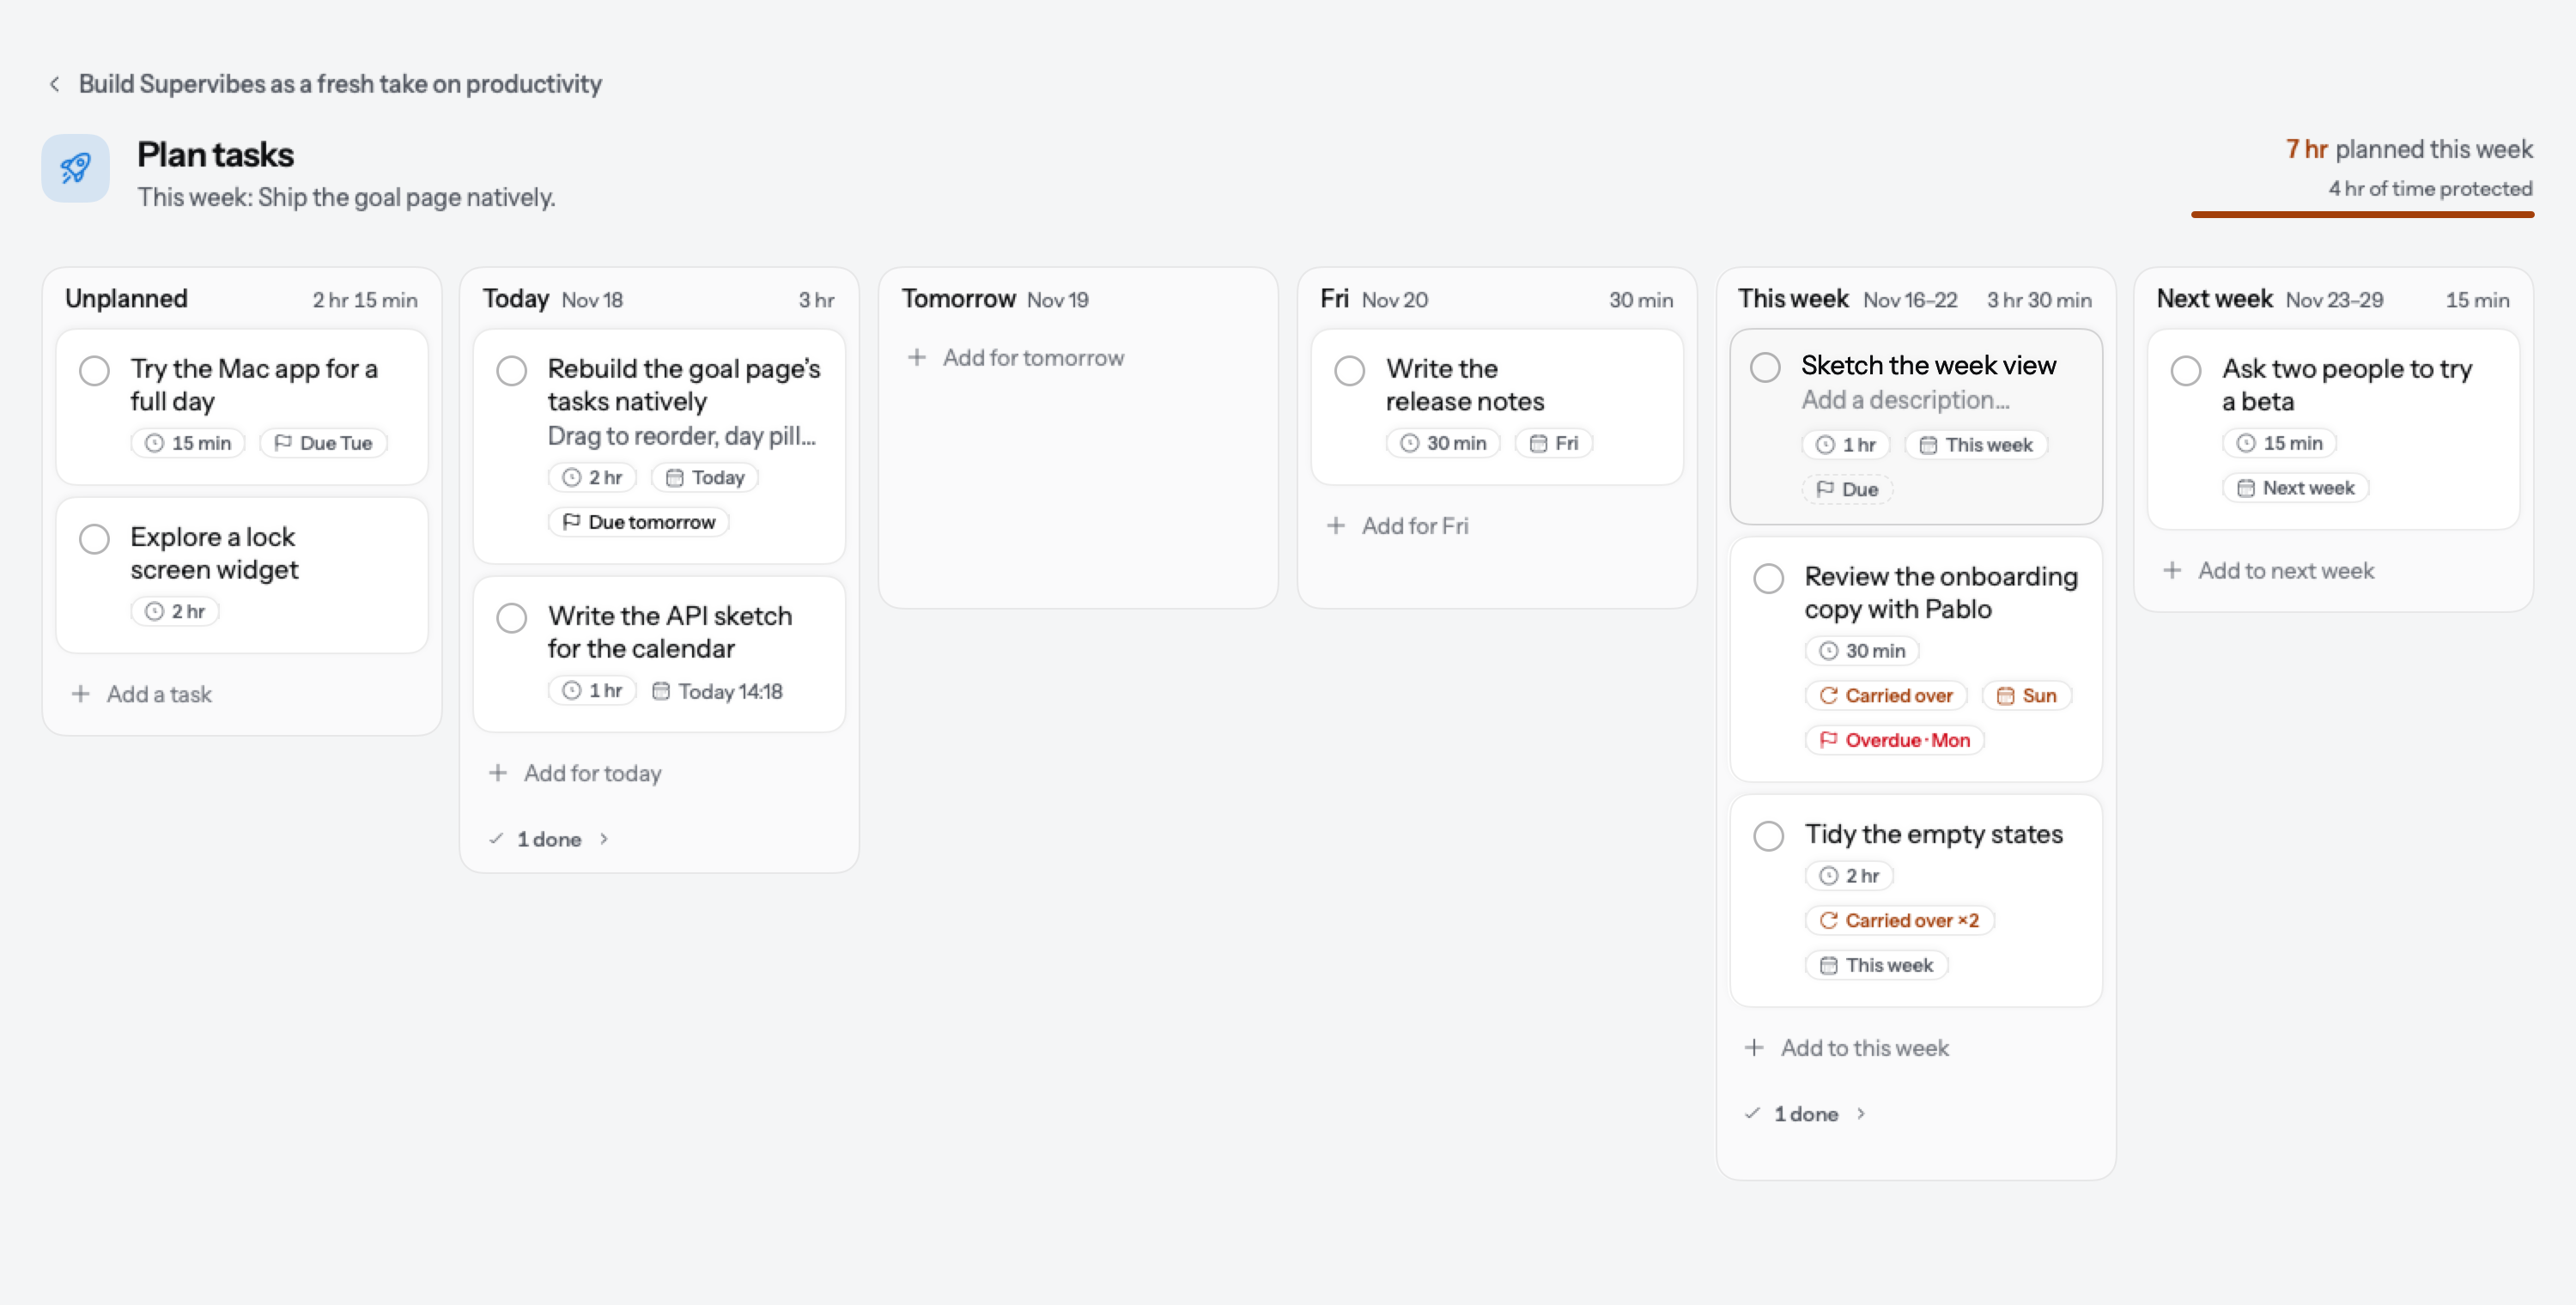 Build Supervibes as a fresh take on productivity
Plan tasks
This week: Ship the goal page natively.
7 hr planned this week
4 hr of time protected
Unplanned 2 hr 15 min
Try the Mac app for a
full day
15 min Due Tue
Explore a lock
screen widget
2 hr
+ Add a task
Today Nov 18 3 hr
Rebuild the goal page’s
tasks natively
Drag to reorder, day pill...
2 hr Today
Due tomorrow
Write the API sketch
for the calendar
1 hr Today 14:18
+ Add for today
1 done
Tomorrow Nov 19
+ Add for tomorrow
Fri Nov 20 30 min
Write the
release notes
30 min Fri
+ Add for Fri
This week Nov 16–22 3 hr 30 min
Sketch the week view
Add a description...
1 hr This week
Due
Review the onboarding
copy with Pablo
30 min
Carried over Sun
Overdue · Mon
Tidy the empty states
2 hr
Carried over ×2
This week
+ Add to this week
1 done
Next week Nov 23–29 15 min
Ask two people to try
a beta
15 min
Next week
+ Add to next week